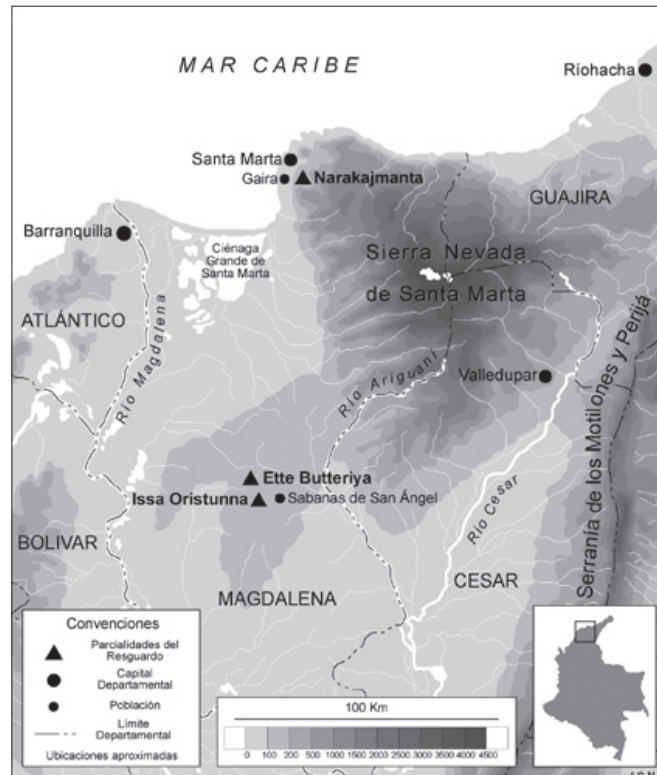 MAR CARIBE
Ríohacha
Santa Marta
Gaira
Narakajmanta
GUAJIRA
Barranquilla
Ciénaga
Grande de
Santa Marta
Sierra Nevada
de Santa Marta
ATLÁNTICO
Río Magdalena
Río Ariguaní
Valledupar
Serranía de los Motilones y Perijá
Ette Butteriya
Issa Oristunna
Sabanas de San Ángel
Río Cesar
BOLIVAR
MAGDALENA
CESAR
Convenciones
Parcialidades del
Resguardo
Capital
Departamental
Población
Límite
Departamental
Ubicaciones aproximadas
100 Km
0 100 200 500 1000 1500 2000 2500 3000 3500 4000 4500